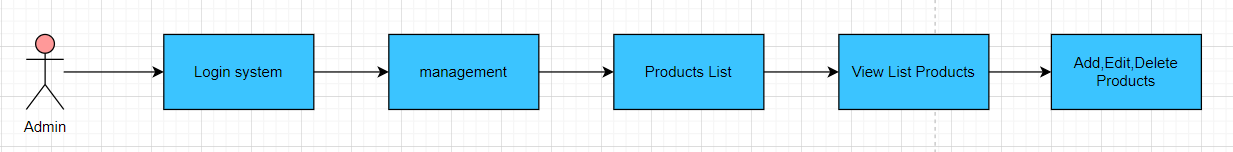 Login system
management
Products List
View List Products
Add,Edit,Delete
Products
Admin